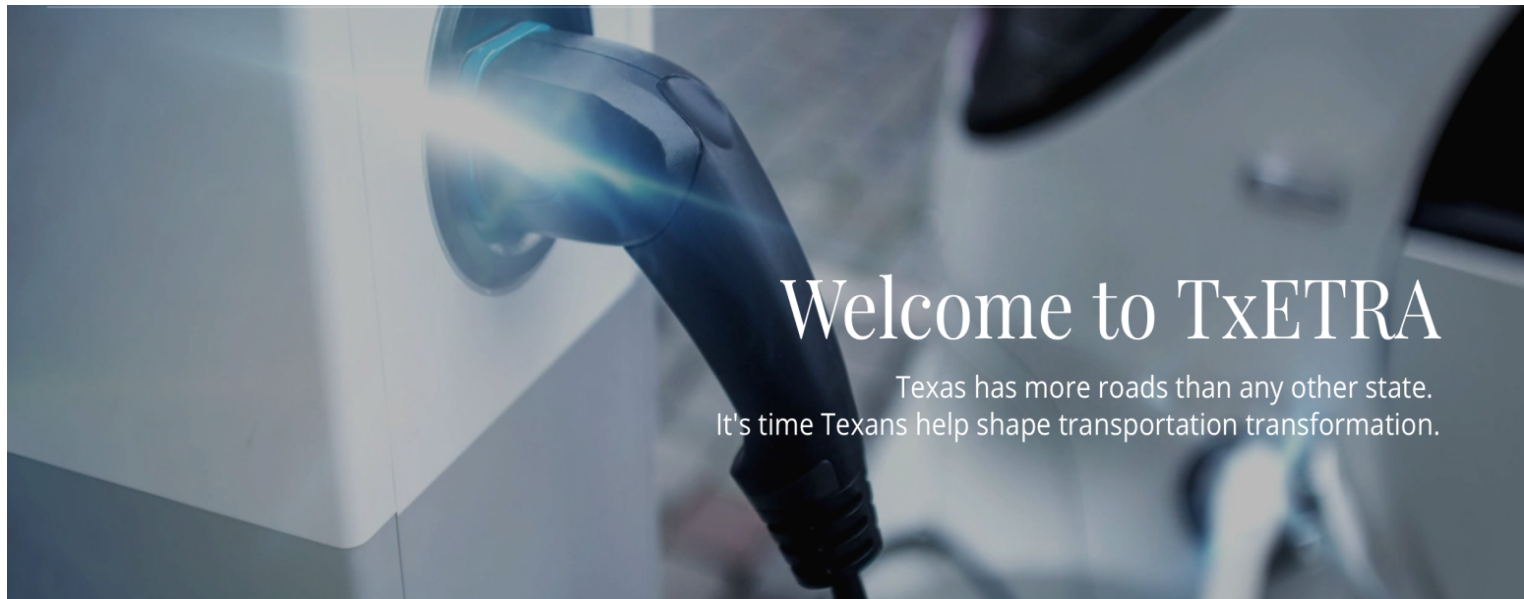 Welcome to TxETRA
Texas has more roads than any other state.
It's time Texans help shape transportation transformation.